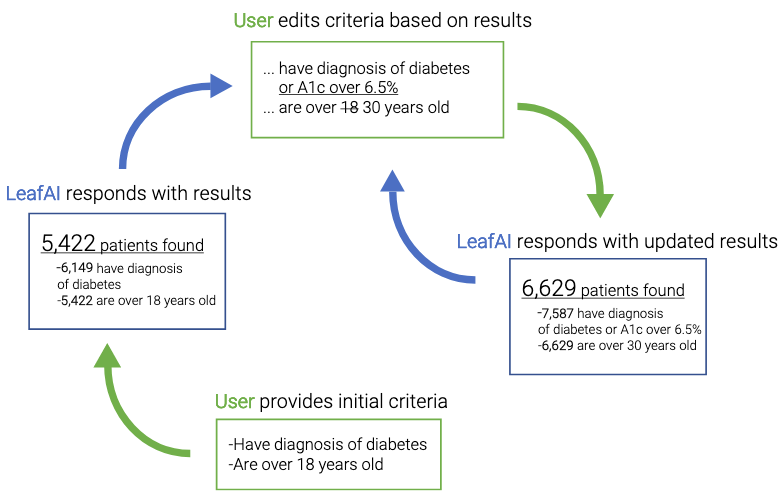 User edits criteria based on results
... have diagnosis of diabetes
or A1c over 6.5%
... are over 18 30 years old
LeafAI responds with results
5,422 patients found
-6,149 have diagnosis
of diabetes
-5,422 are over 18 years old
LeafAI responds with updated results
6,629 patients found
-7,587 have diagnosis
of diabetes or A1c over 6.5%
-6,629 are over 30 years old
User provides initial criteria
-Have diagnosis of diabetes
-Are over 18 years old